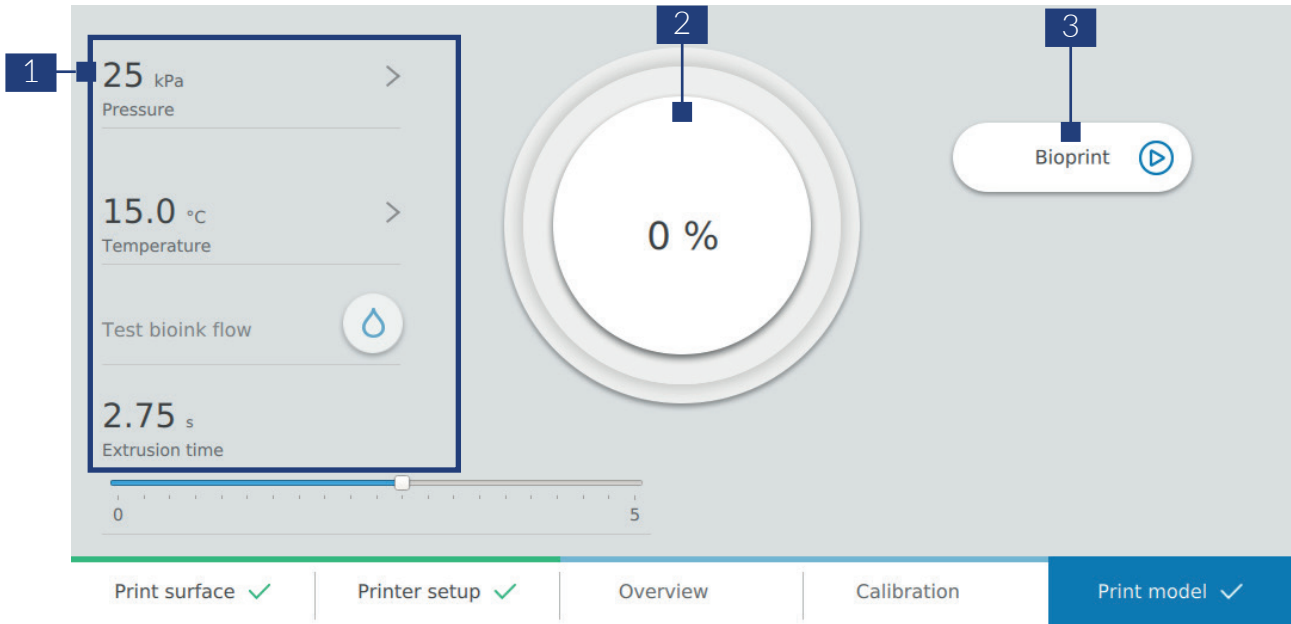 2
3
1
25 kPa
Pressure
15.0 °C
Temperature
0 %
Bioprint
Test bioink flow
2.75 s
Extrusion time
0 5
Print surface Printer setup Overview Calibration Print model